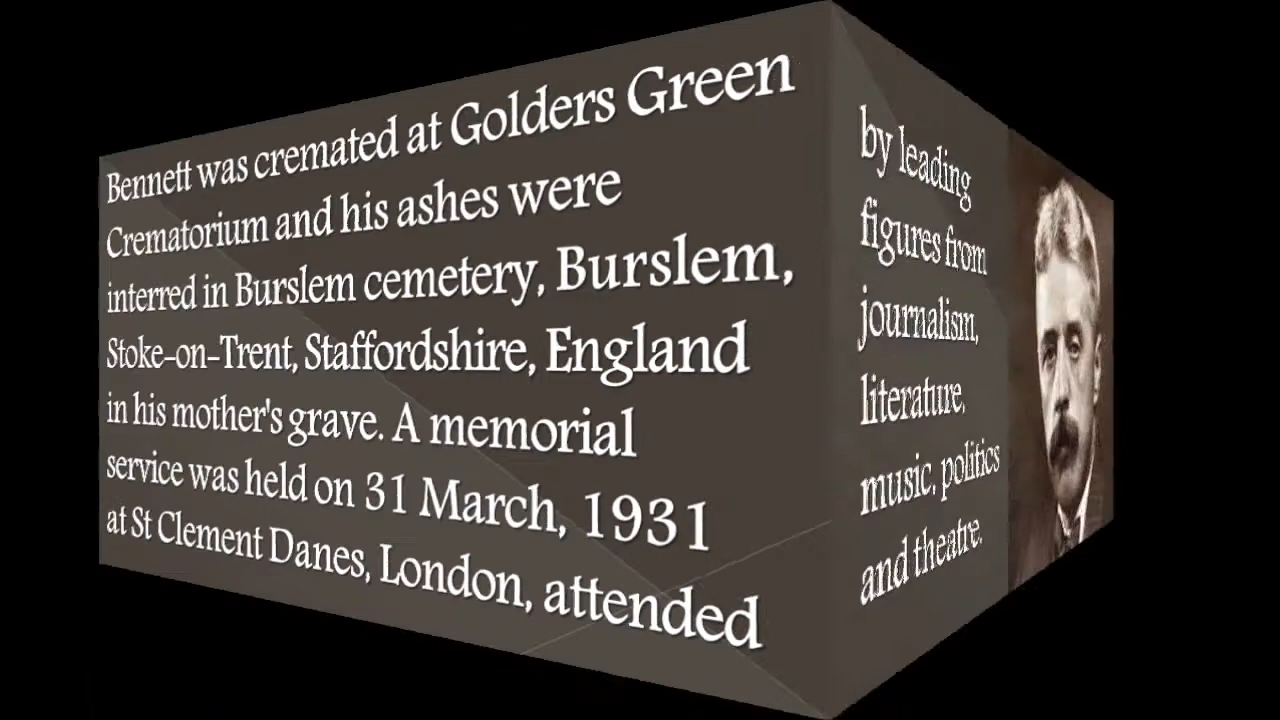 Bennett was cremated at Golders Green
Crematorium and his ashes were
interred in Burslem cemetery, Burslem,
Stoke-on-Trent, Staffordshire, England
in his mother's grave. A memorial
service was held on 31 March, 1931
at St Clement Danes, London, attended
by leading
figures from
journalism,
literature,
music, politics
and theatre.